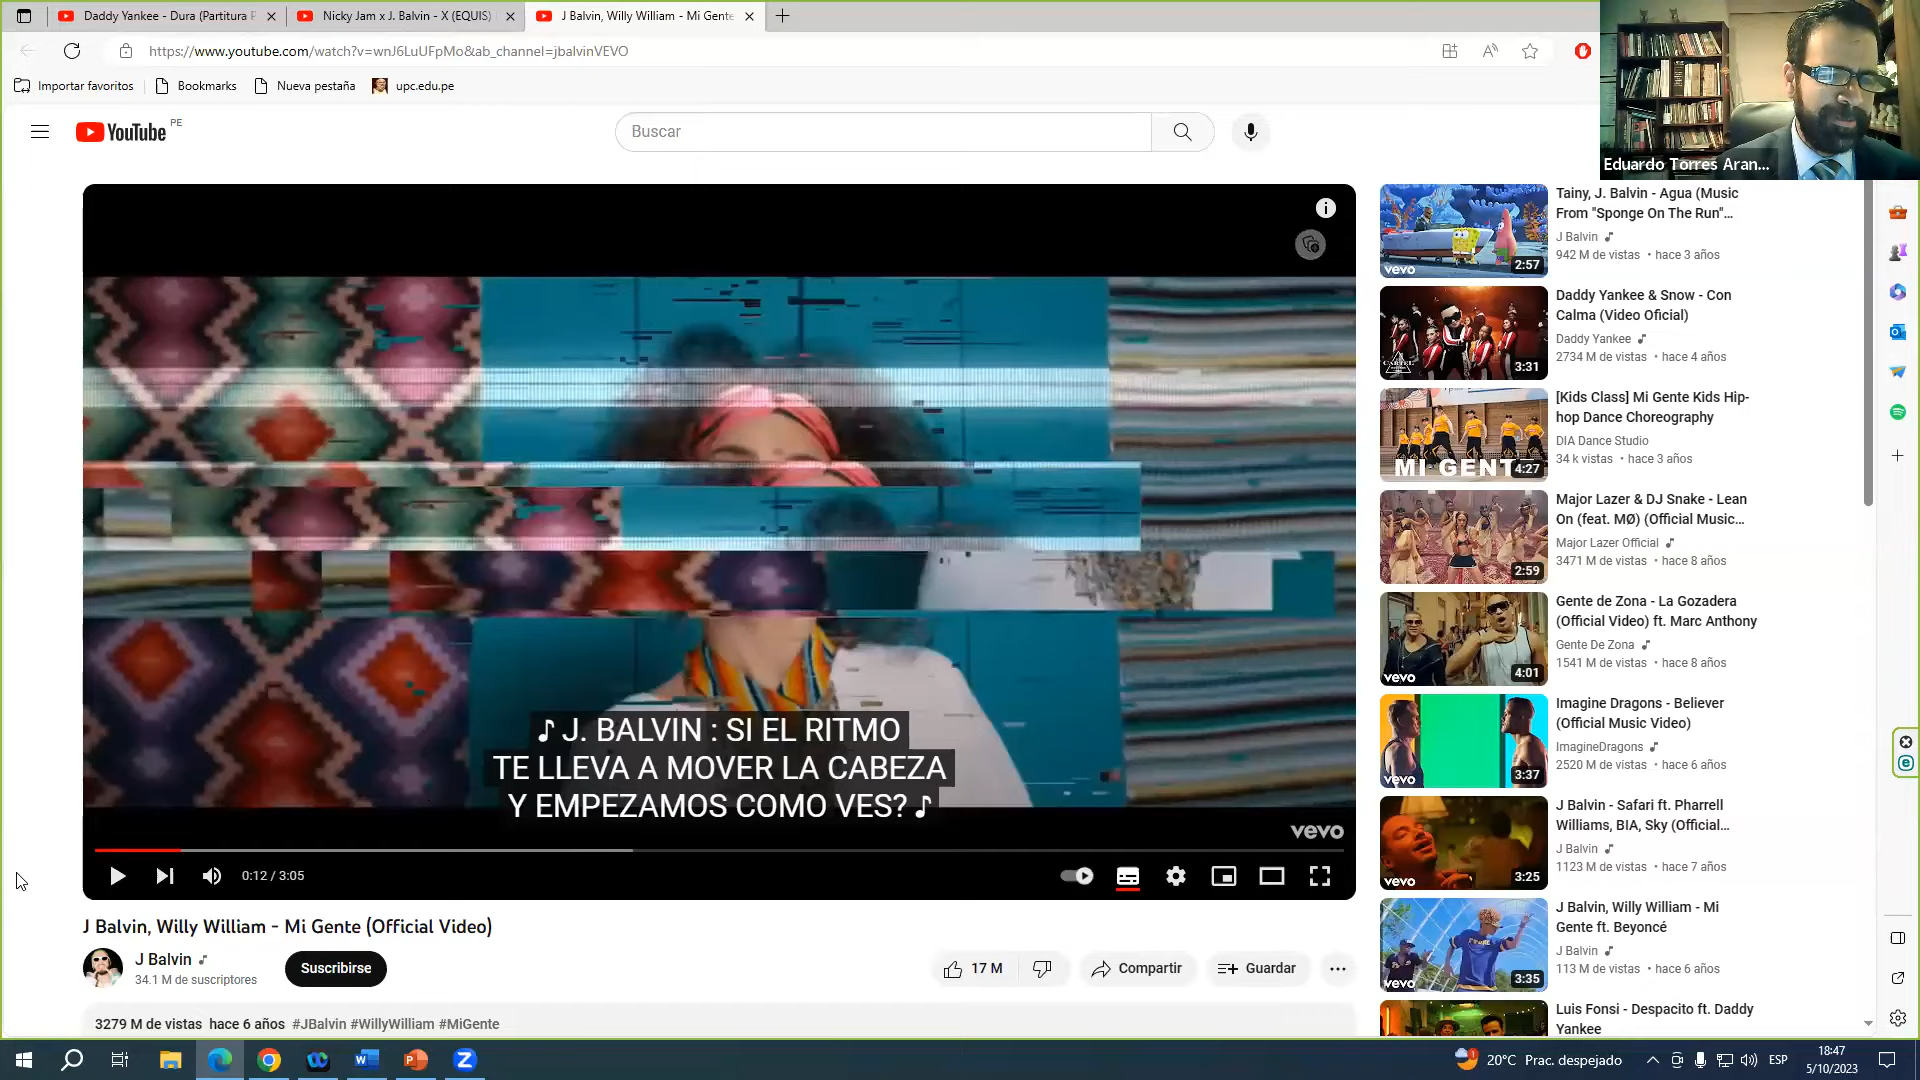 Daddy Yankee - Dura (Partitura P
Nicky Jam x J. Balvin - X (EQUIS)
J Balvin, Willy William - Mi Gente
https://www.youtube.com/watch?v=wnJ6LuUFpMo&ab_channel=jbalvinVEVO
Importar favoritos
Bookmarks
Nueva pestaña
upc.edu.pe
YouTube PE
Buscar
Eduardo Torres Aran...
♪ J. BALVIN : SI EL RITMO
TE LLEVA A MOVER LA CABEZA
Y EMPEZAMOS COMO VES? ♪
vevo
0:12 / 3:05
J Balvin, Willy William - Mi Gente (Official Video)
J Balvin
34.1 M de suscriptores
Suscribirse
17 M
Compartir
Guardar
3279 M de vistas hace 6 años #JBalvin #WillyWilliam #MiGente
vevo
2:57
Tainy, J. Balvin - Agua (Music
From "Sponge On The Run"...
J Balvin
942 M de vistas • hace 3 años
3:31
Daddy Yankee & Snow - Con
Calma (Video Oficial)
Daddy Yankee
2734 M de vistas • hace 4 años
MI GENT
4:27
[Kids Class] Mi Gente Kids Hip-
hop Dance Choreography
DIA Dance Studio
34 k vistas • hace 3 años
2:59
Major Lazer & DJ Snake - Lean
On (feat. MØ) (Official Music...
Major Lazer Official
3471 M de vistas • hace 8 años
vevo
4:01
Gente de Zona - La Gozadera
(Official Video) ft. Marc Anthony
Gente De Zona
1541 M de vistas • hace 8 años
vevo
3:37
Imagine Dragons - Believer
(Official Music Video)
ImagineDragons
2520 M de vistas • hace 6 años
vevo
3:25
J Balvin - Safari ft. Pharrell
Williams, BIA, Sky (Official...
J Balvin
1123 M de vistas • hace 7 años
vevo
3:35
J Balvin, Willy William - Mi
Gente ft. Beyoncé
J Balvin
113 M de vistas • hace 6 años
Luis Fonsi - Despacito ft. Daddy
Yankee
20°C Prac. despejado
ESP
18:47
5/10/2023